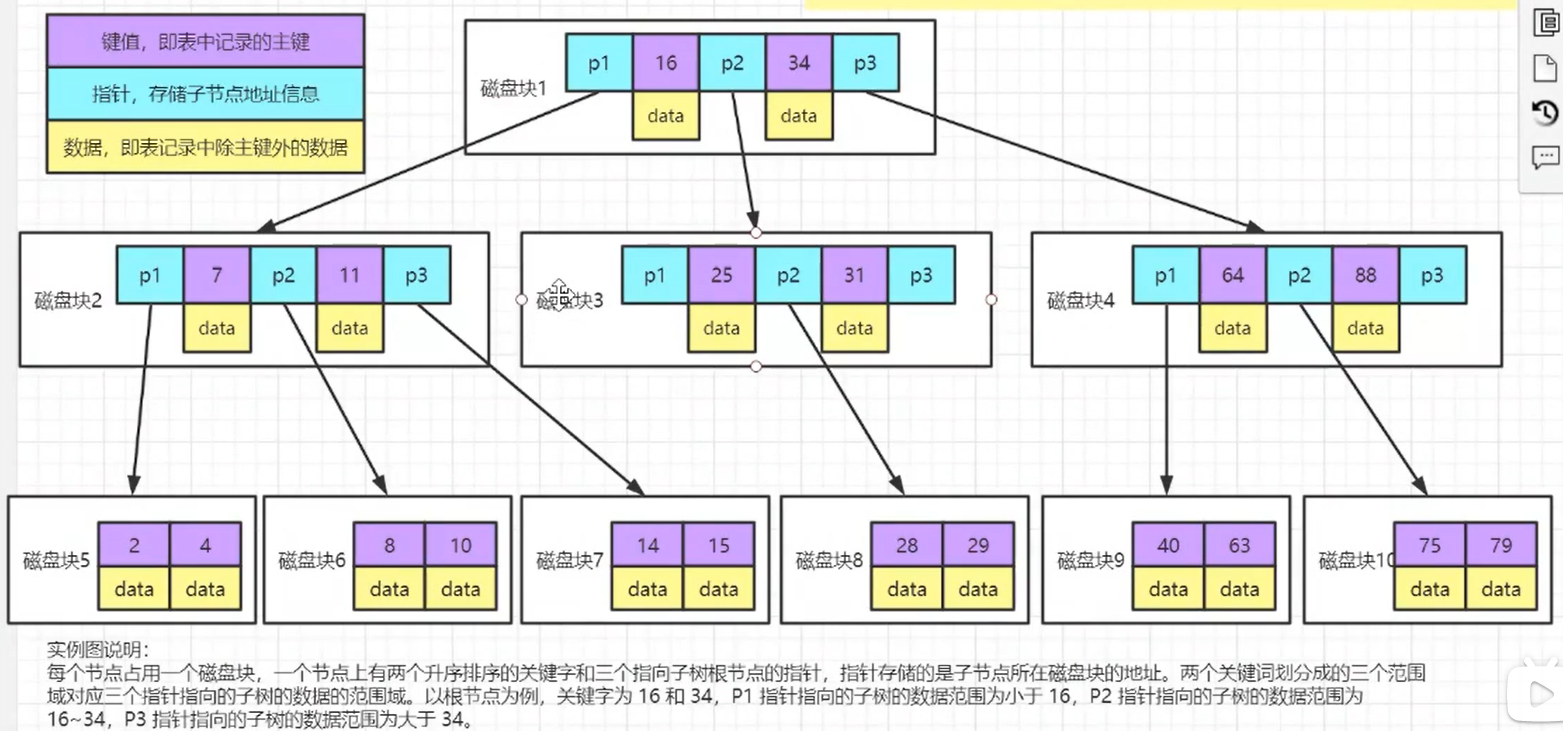 键值，即表中记录的主键
指针，存储子节点地址信息
数据，即表记录中除主键外的数据
磁盘块1
p1 16 p2 34 p3
data data
磁盘块2
p1 7 p2 11 p3
data data
磁盘块3
p1 25 p2 31 p3
data data
磁盘块4
p1 64 p2 88 p3
data data
磁盘块5
2 4
data data
磁盘块6
8 10
data data
磁盘块7
14 15
data data
磁盘块8
28 29
data data
磁盘块9
40 63
data data
磁盘块10
75 79
data data
实例图说明：
每个节点占用一个磁盘块，一个节点上有两个升序排序的关键字和三个指向子树根节点的指针，指针存储的是子节点所在磁盘块的地址。两个关键词划分成的三个范围
域对应三个指针指向的子树的数据的范围域。以根节点为例，关键字为 16 和 34，P1 指针指向的子树的数据范围为小于 16，P2 指针指向的子树的数据范围为
16~34，P3 指针指向的子树的数据范围为大于 34。